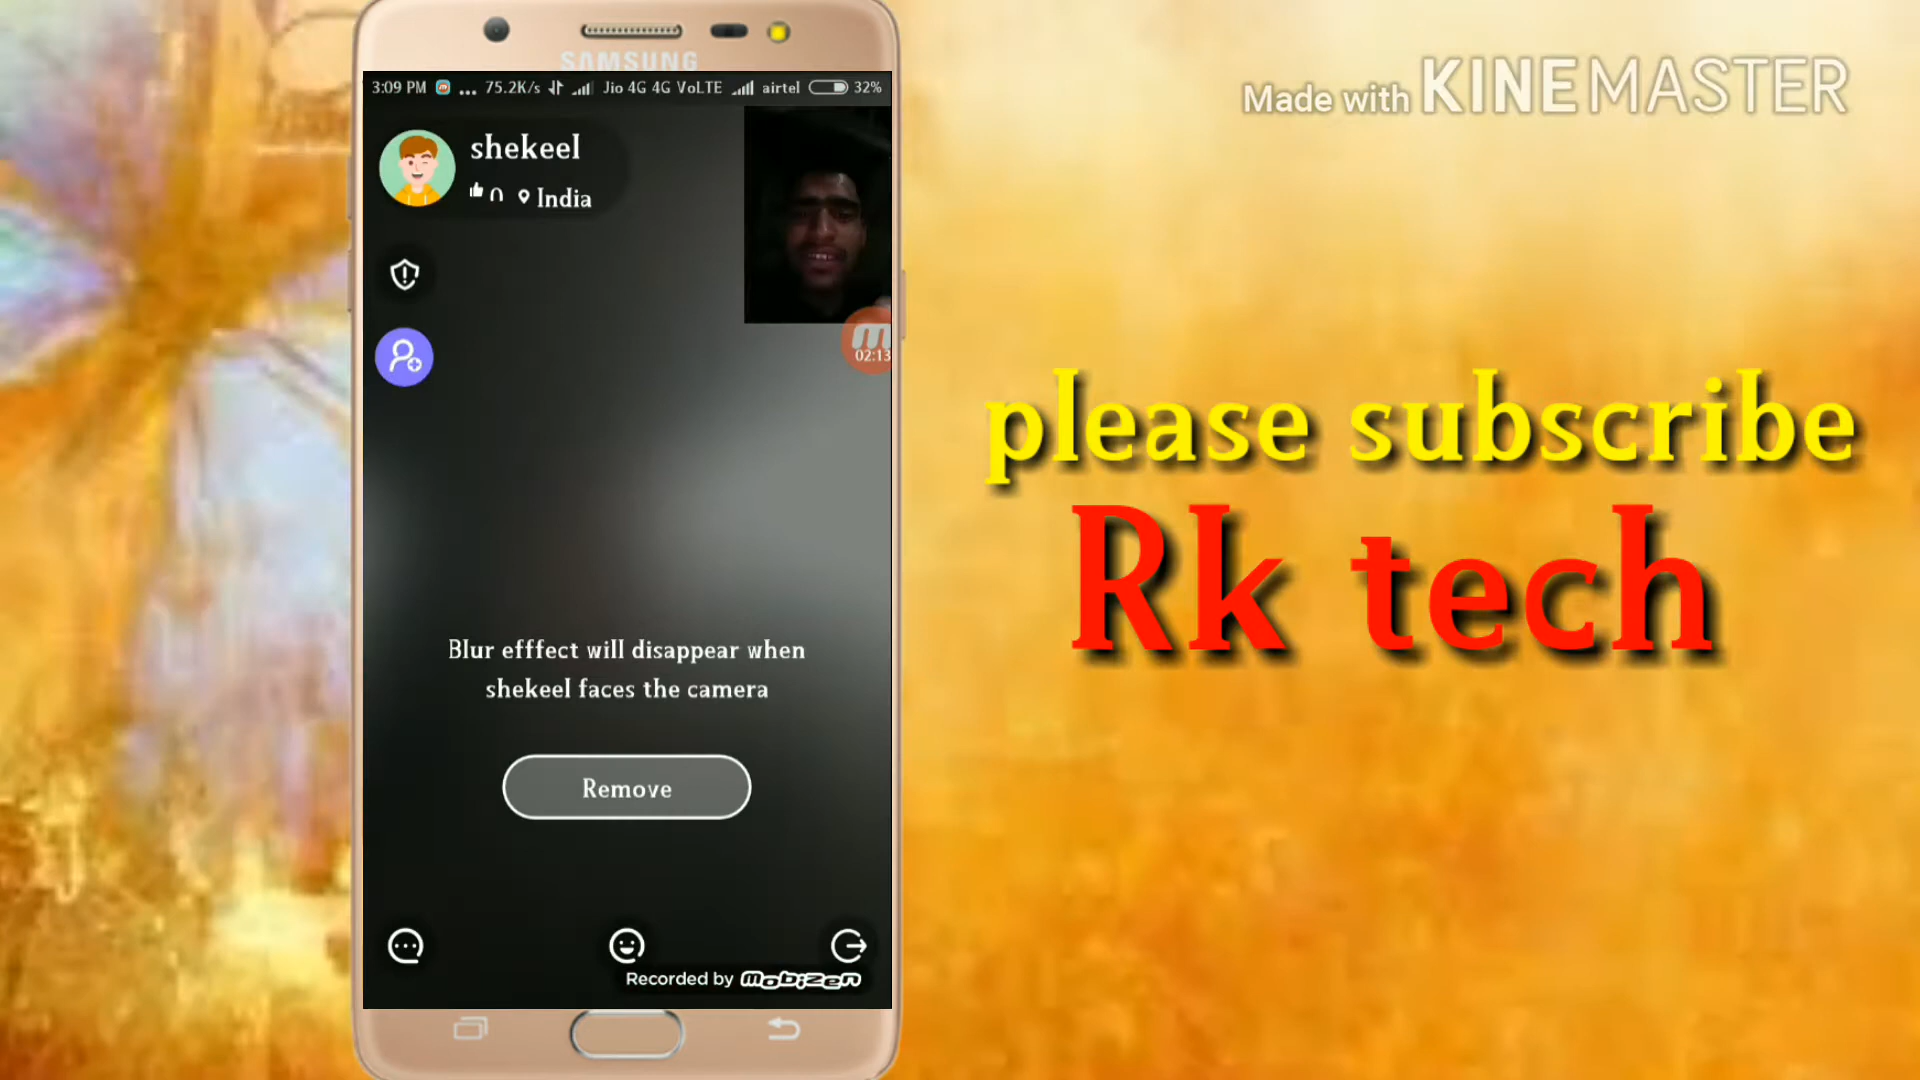 SAMSUNG
3:09 PM ... 75.2K/s Jio 4G 4G VoLTE airtel 32%
shekeel
India
02:13
Blur efffect will disappear when
shekeel faces the camera
Remove
Recorded by mobizen
Made with KINEMASTER
please subscribe
Rk tech